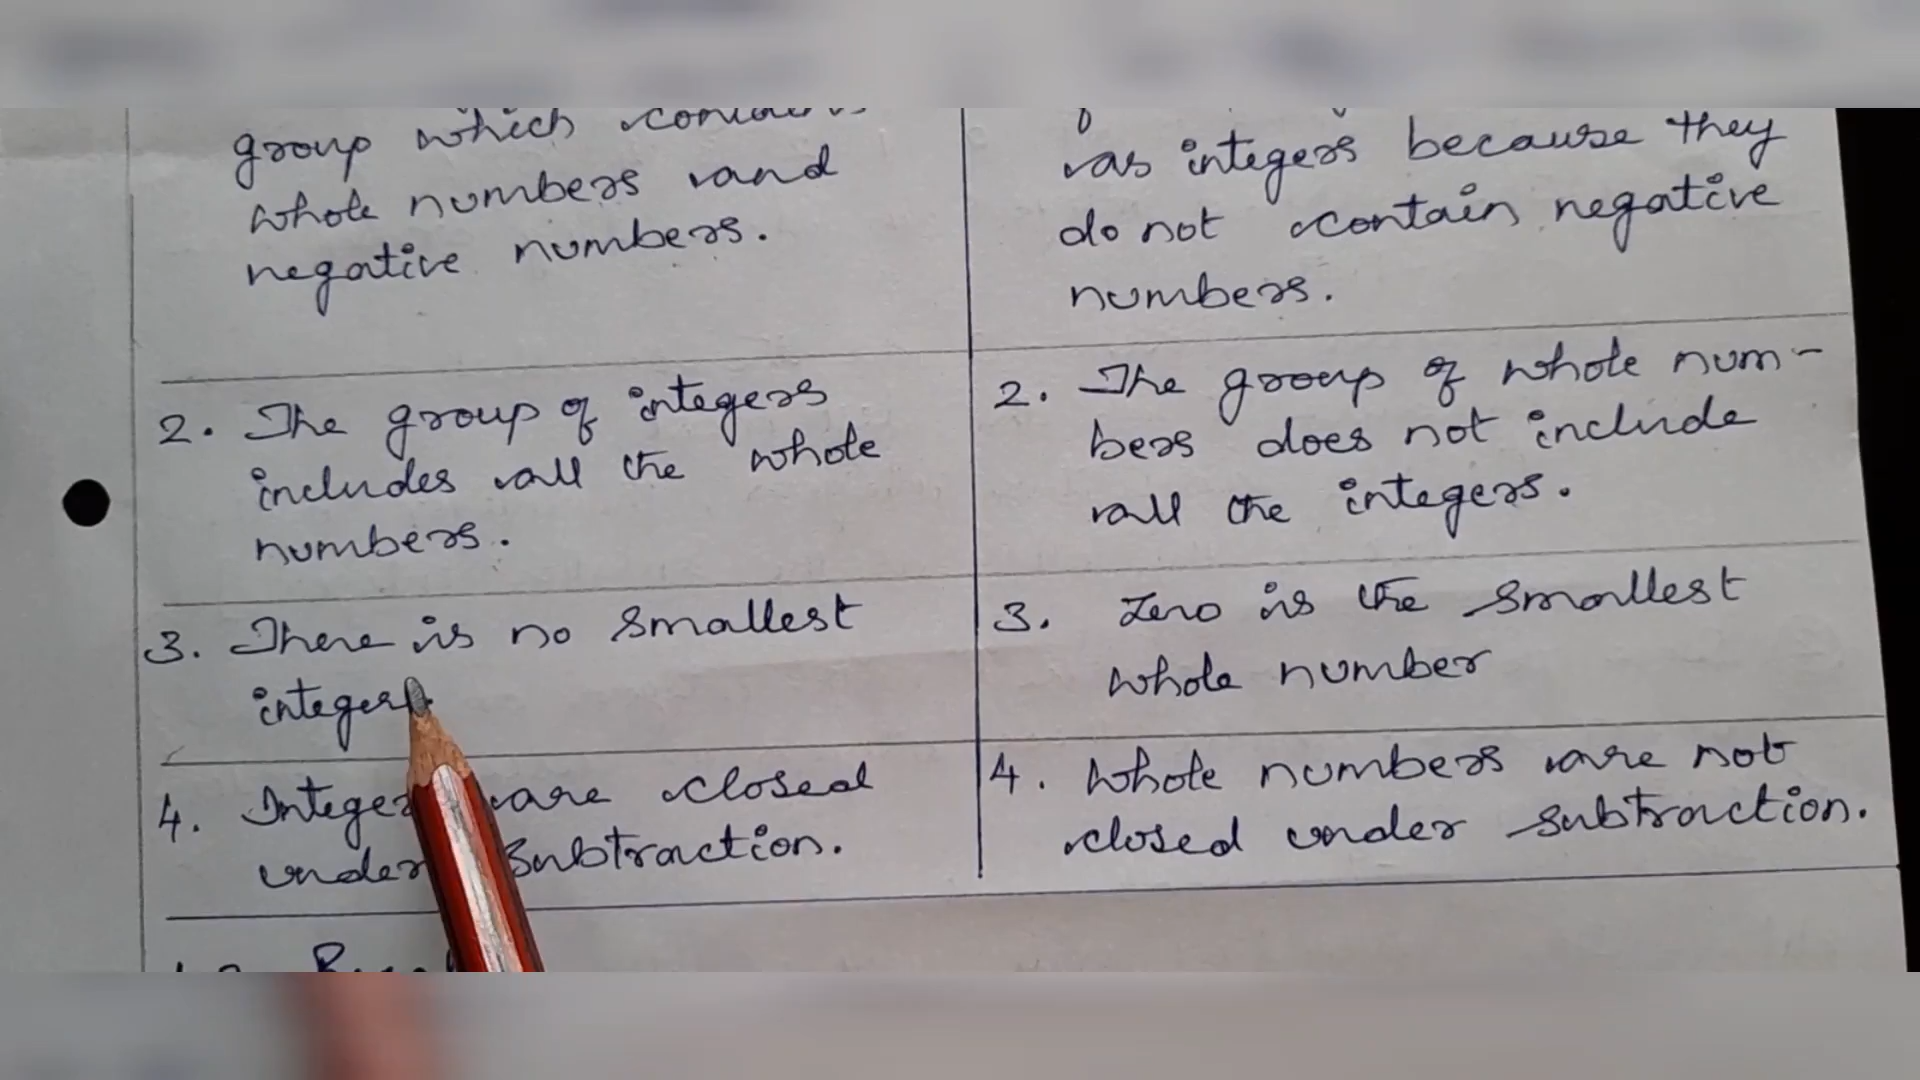 group which
whole numbers and
negative numbers.
as integers because they
do not contain negative
numbers.
2. The group of integers
includes all the whole
numbers.
2. The group of whole num-
bers does not include
all the integers.
3. There is no smallest
integer
3. Zero is the smallest
whole number
4. are closed
under subtraction.
4. Whole numbers are not
closed under subtraction.